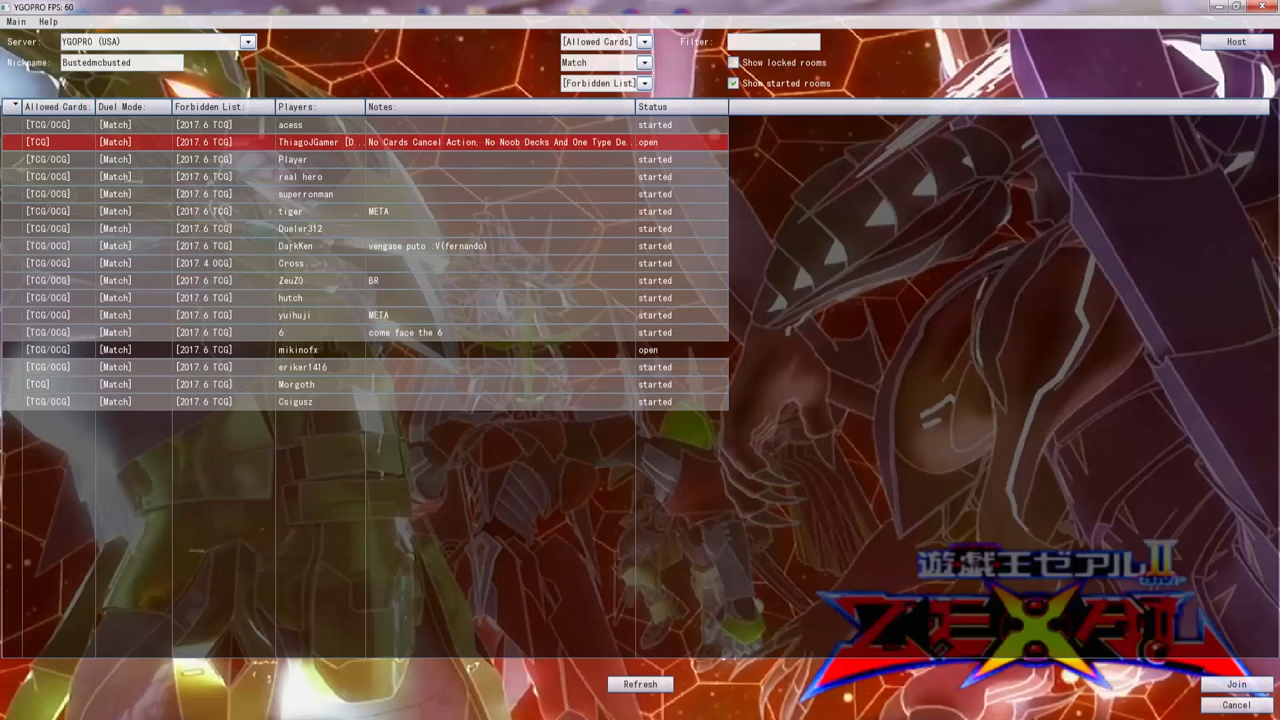 YGOPRO FPS: 60
Main Help
Server: YGOPRO (USA) [Allowed Cards] Filter: Host
Nickname: Bustedmcbusted Match Show locked rooms
[Forbidden List] Show started rooms
Allowed Cards: Duel Mode: Forbidden List: Players: Notes: Status
[TCG/OCG] [Match] [2017.6 TCG] acess started
[TCG] [Match] [2017.6 TCG] ThiagoJGamer [D... No Cards Cancel Action, No Noob Decks And One Type De... open
[TCG/OCG] [Match] [2017.6 TCG] Player started
[TCG/OCG] [Match] [2017.6 TCG] real hero started
[TCG/OCG] [Match] [2017.6 TCG] superronman started
[TCG/OCG] [Match] [2017.6 TCG] tiger META started
[TCG/OCG] [Match] [2017.6 TCG] Dueler312 started
[TCG/OCG] [Match] [2017.6 TCG] DarkKen vengase puto :V(fernando) started
[TCG/OCG] [Match] [2017.4 OCG] Cross. started
[TCG/OCG] [Match] [2017.6 TCG] ZeuZO BR started
[TCG/OCG] [Match] [2017.6 TCG] hutch started
[TCG/OCG] [Match] [2017.6 TCG] yuihuji META started
[TCG/OCG] [Match] [2017.6 TCG] 6 come face the 6 started
[TCG/OCG] [Match] [2017.6 TCG] mikinofx open
[TCG/OCG] [Match] [2017.6 TCG] eriker1416 started
[TCG] [Match] [2017.6 TCG] Morgoth started
[TCG/OCG] [Match] [2017.6 TCG] Csigusz started
遊戯王ゼアルII
セカンド
ZEXAL
Refresh
Join
Cancel